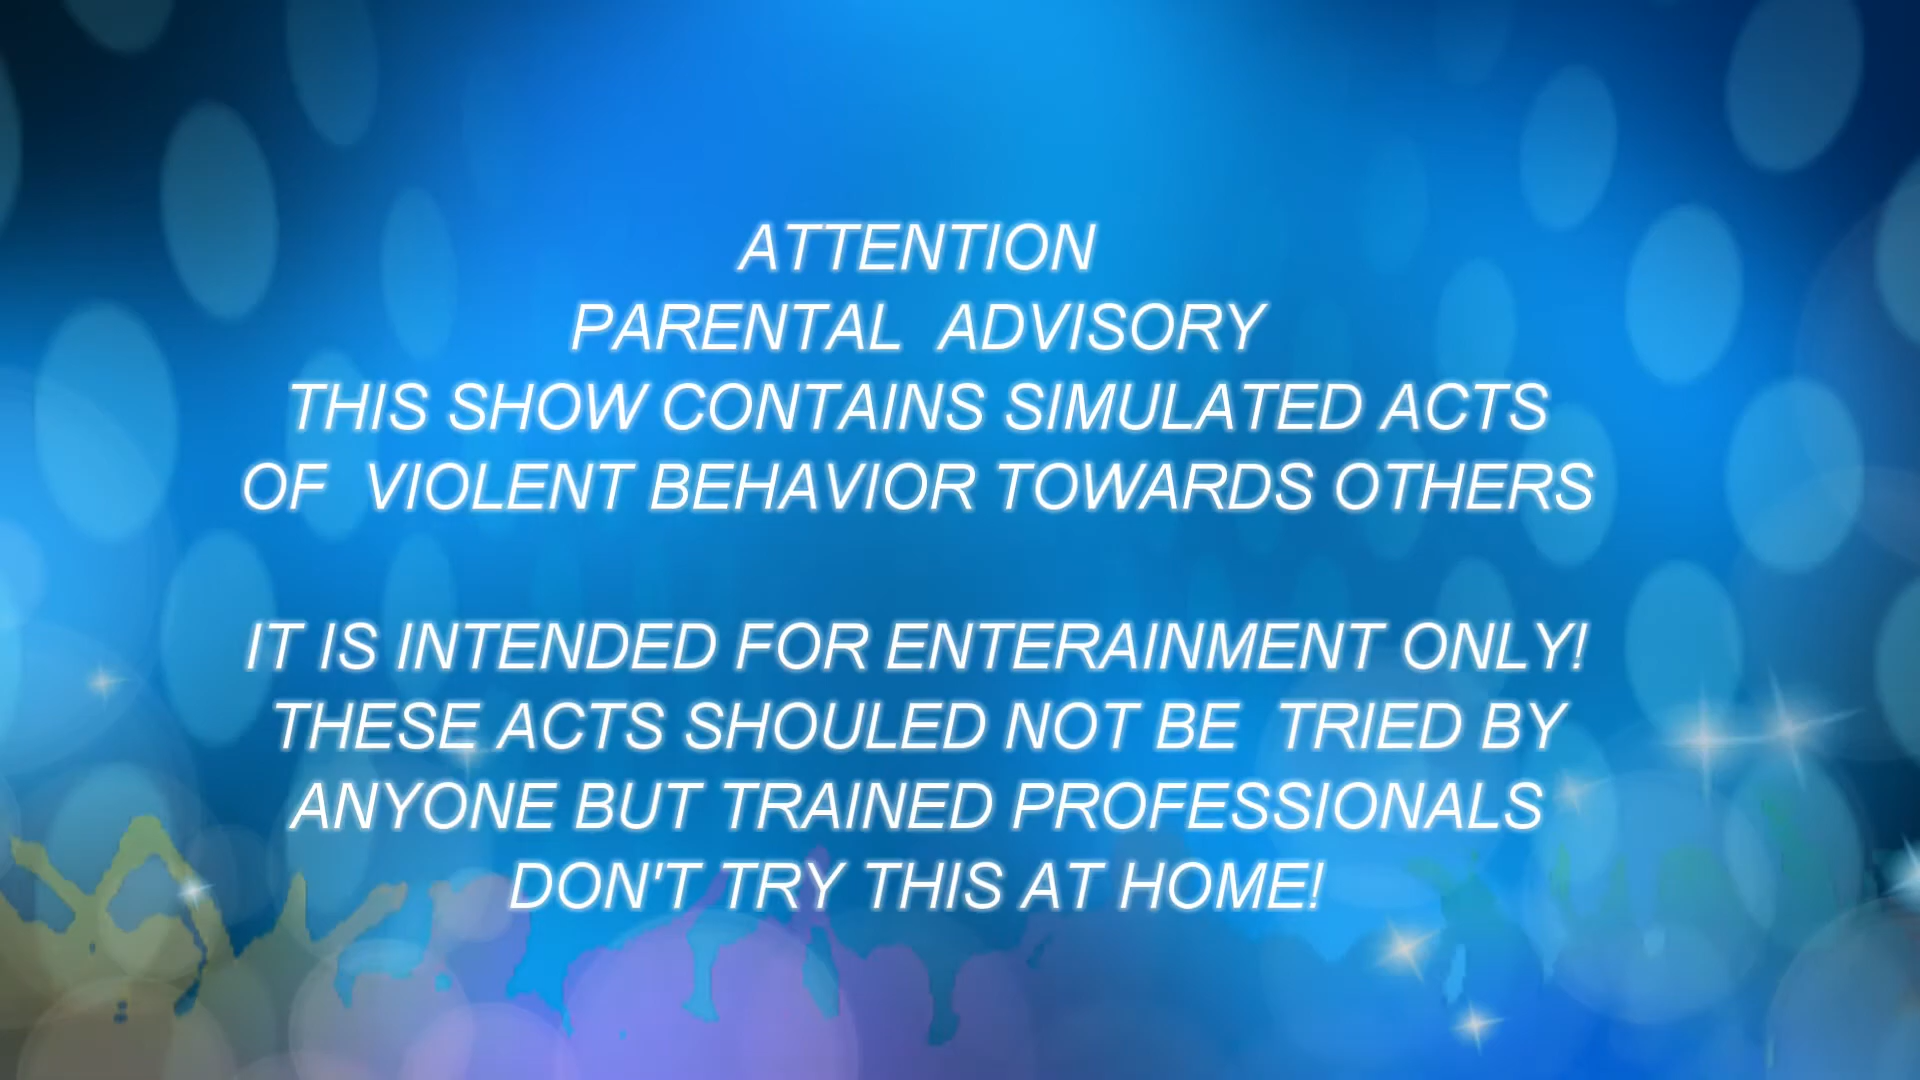 ATTENTION
PARENTAL ADVISORY
THIS SHOW CONTAINS SIMULATED ACTS
OF VIOLENT BEHAVIOR TOWARDS OTHERS
IT IS INTENDED FOR ENTERAINMENT ONLY!
THESE ACTS SHOULED NOT BE TRIED BY
ANYONE BUT TRAINED PROFESSIONALS
DON'T TRY THIS AT HOME!